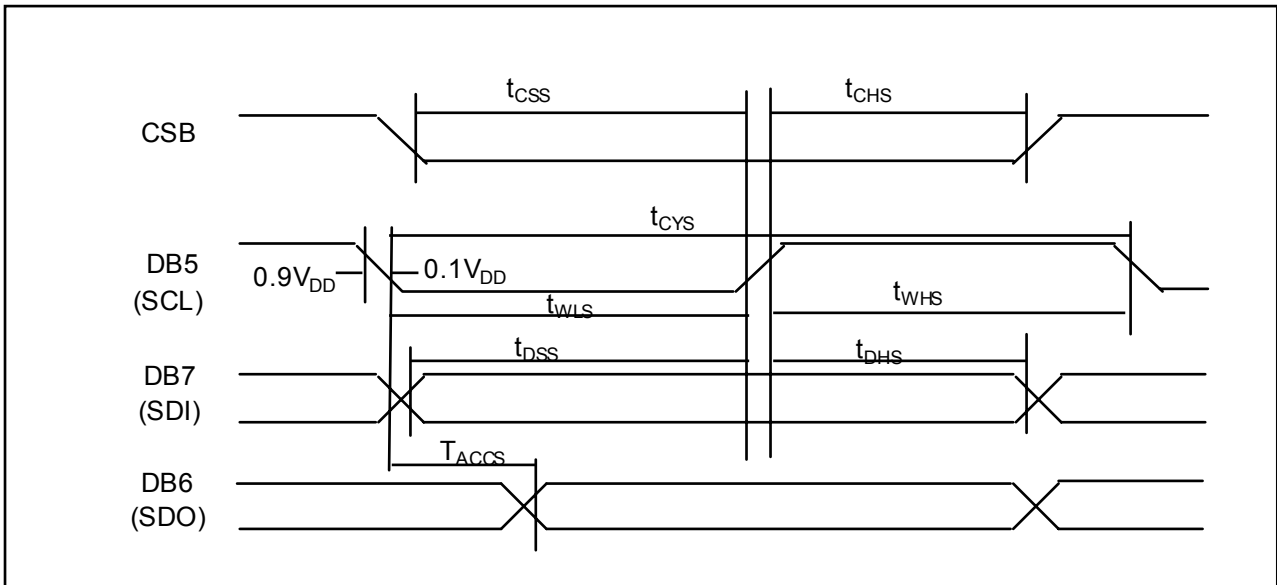 tCSS
tCHS
CSB
tCYS
DB5
(SCL)
0.9VDD
0.1VDD
tWLS
tWHS
tDSS
tDHS
DB7
(SDI)
TACCS
DB6
(SDO)